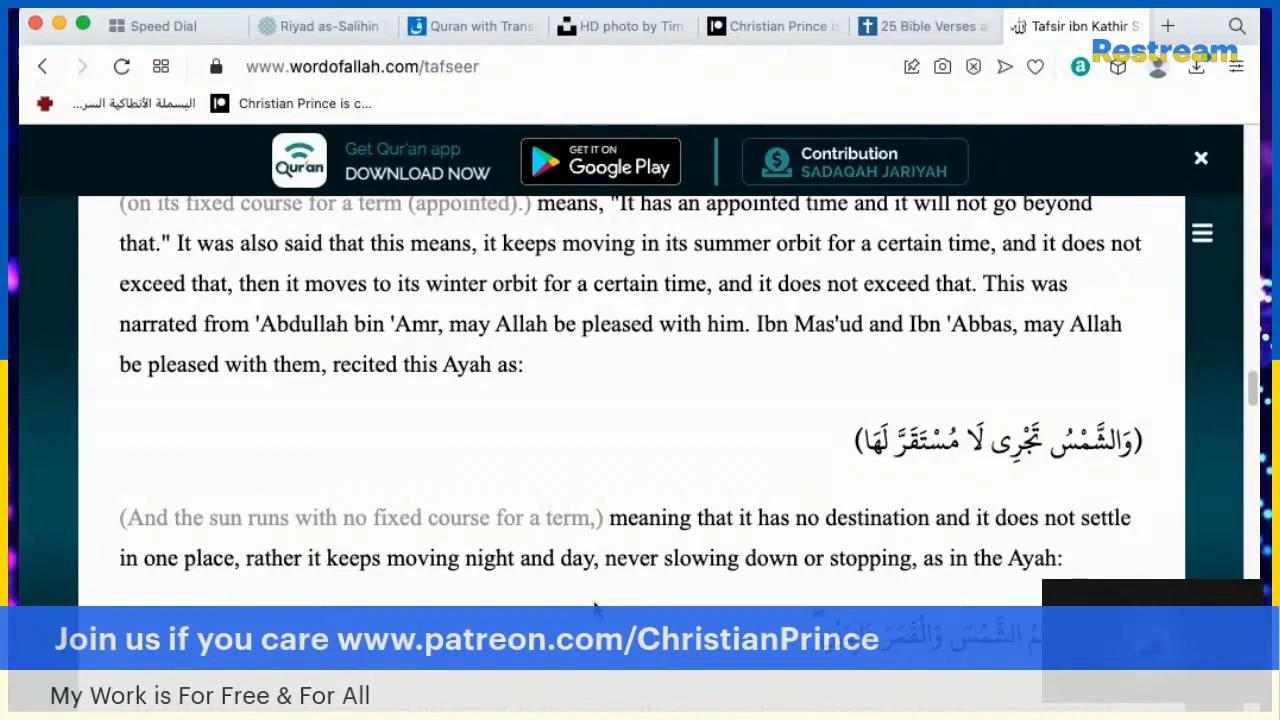 Speed Dial
Riyad as-Salihin
Quran with Trans
HD photo by Tim
Christian Prince is
25 Bible Verses a
Tafsir ibn Kathir S
Restream
www.wordofallah.com/tafseer
البسملة الأنطاكية السر...
Christian Prince is c...
Qur'an
Get Qur'an app
DOWNLOAD NOW
GET IT ON
Google Play
Contribution
SADAQAH JARIYAH
(on its fixed course for a term (appointed).) means, "It has an appointed time and it will not go beyond
that." It was also said that this means, it keeps moving in its summer orbit for a certain time, and it does not
exceed that, then it moves to its winter orbit for a certain time, and it does not exceed that. This was
narrated from 'Abdullah bin 'Amr, may Allah be pleased with him. Ibn Mas'ud and Ibn 'Abbas, may Allah
be pleased with them, recited this Ayah as:
(وَالشَّمْسُ تَجْرِى لَا مُسْتَقَرَّ لَهَا)
(And the sun runs with no fixed course for a term,) meaning that it has no destination and it does not settle
in one place, rather it keeps moving night and day, never slowing down or stopping, as in the Ayah:
الشَّمْسَ وَالْقَمَرَ
Join us if you care www.patreon.com/ChristianPrince
My Work is For Free & For All